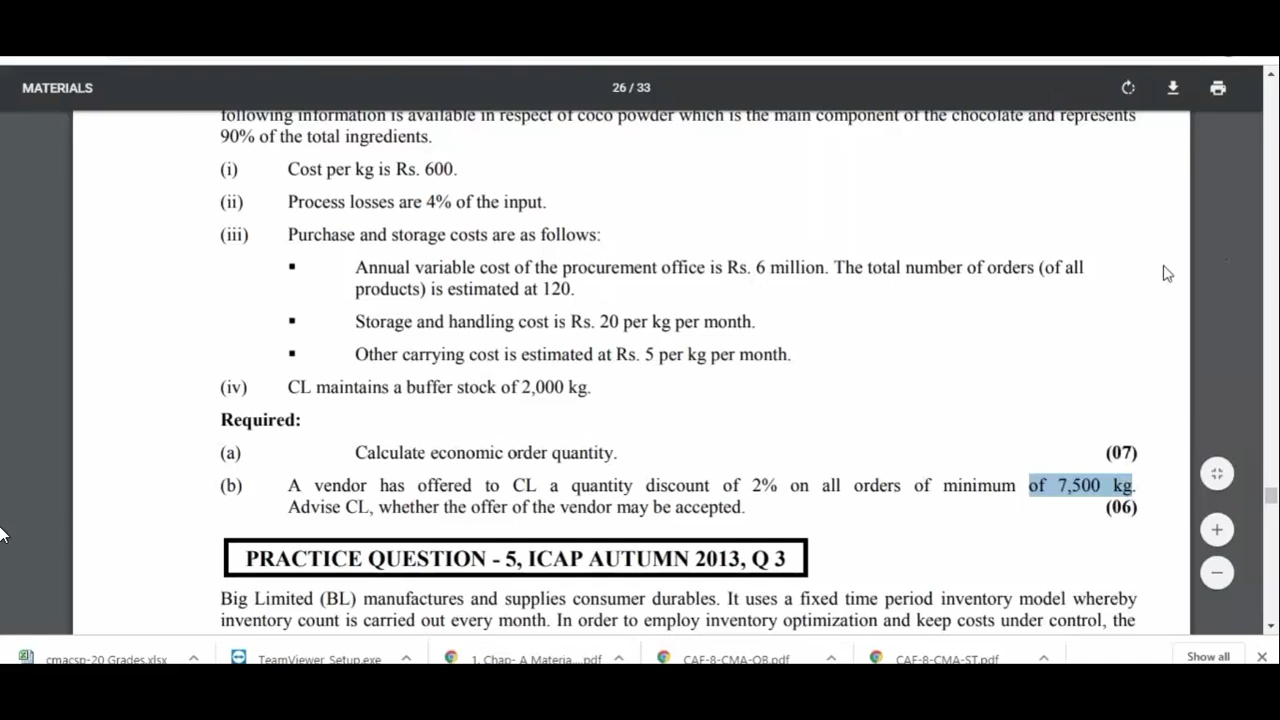 MATERIALS
26 / 33
following information is available in respect of coco powder which is the main component of the chocolate and represents
90% of the total ingredients.
(i) Cost per kg is Rs. 600.
(ii) Process losses are 4% of the input.
(iii) Purchase and storage costs are as follows:
▪ Annual variable cost of the procurement office is Rs. 6 million. The total number of orders (of all
products) is estimated at 120.
▪ Storage and handling cost is Rs. 20 per kg per month.
▪ Other carrying cost is estimated at Rs. 5 per kg per month.
(iv) CL maintains a buffer stock of 2,000 kg.
Required:
(a) Calculate economic order quantity. (07)
(b) A vendor has offered to CL a quantity discount of 2% on all orders of minimum of 7,500 kg.
Advise CL, whether the offer of the vendor may be accepted. (06)
PRACTICE QUESTION - 5, ICAP AUTUMN 2013, Q 3
Big Limited (BL) manufactures and supplies consumer durables. It uses a fixed time period inventory model whereby
inventory count is carried out every month. In order to employ inventory optimization and keep costs under control, the
cmacsp-20 Grades.xlsx
TeamViewer_Setup.exe
1. Chap- A Materia....pdf
CAF-8-CMA-QB.pdf
CAF-8-CMA-ST.pdf
Show all